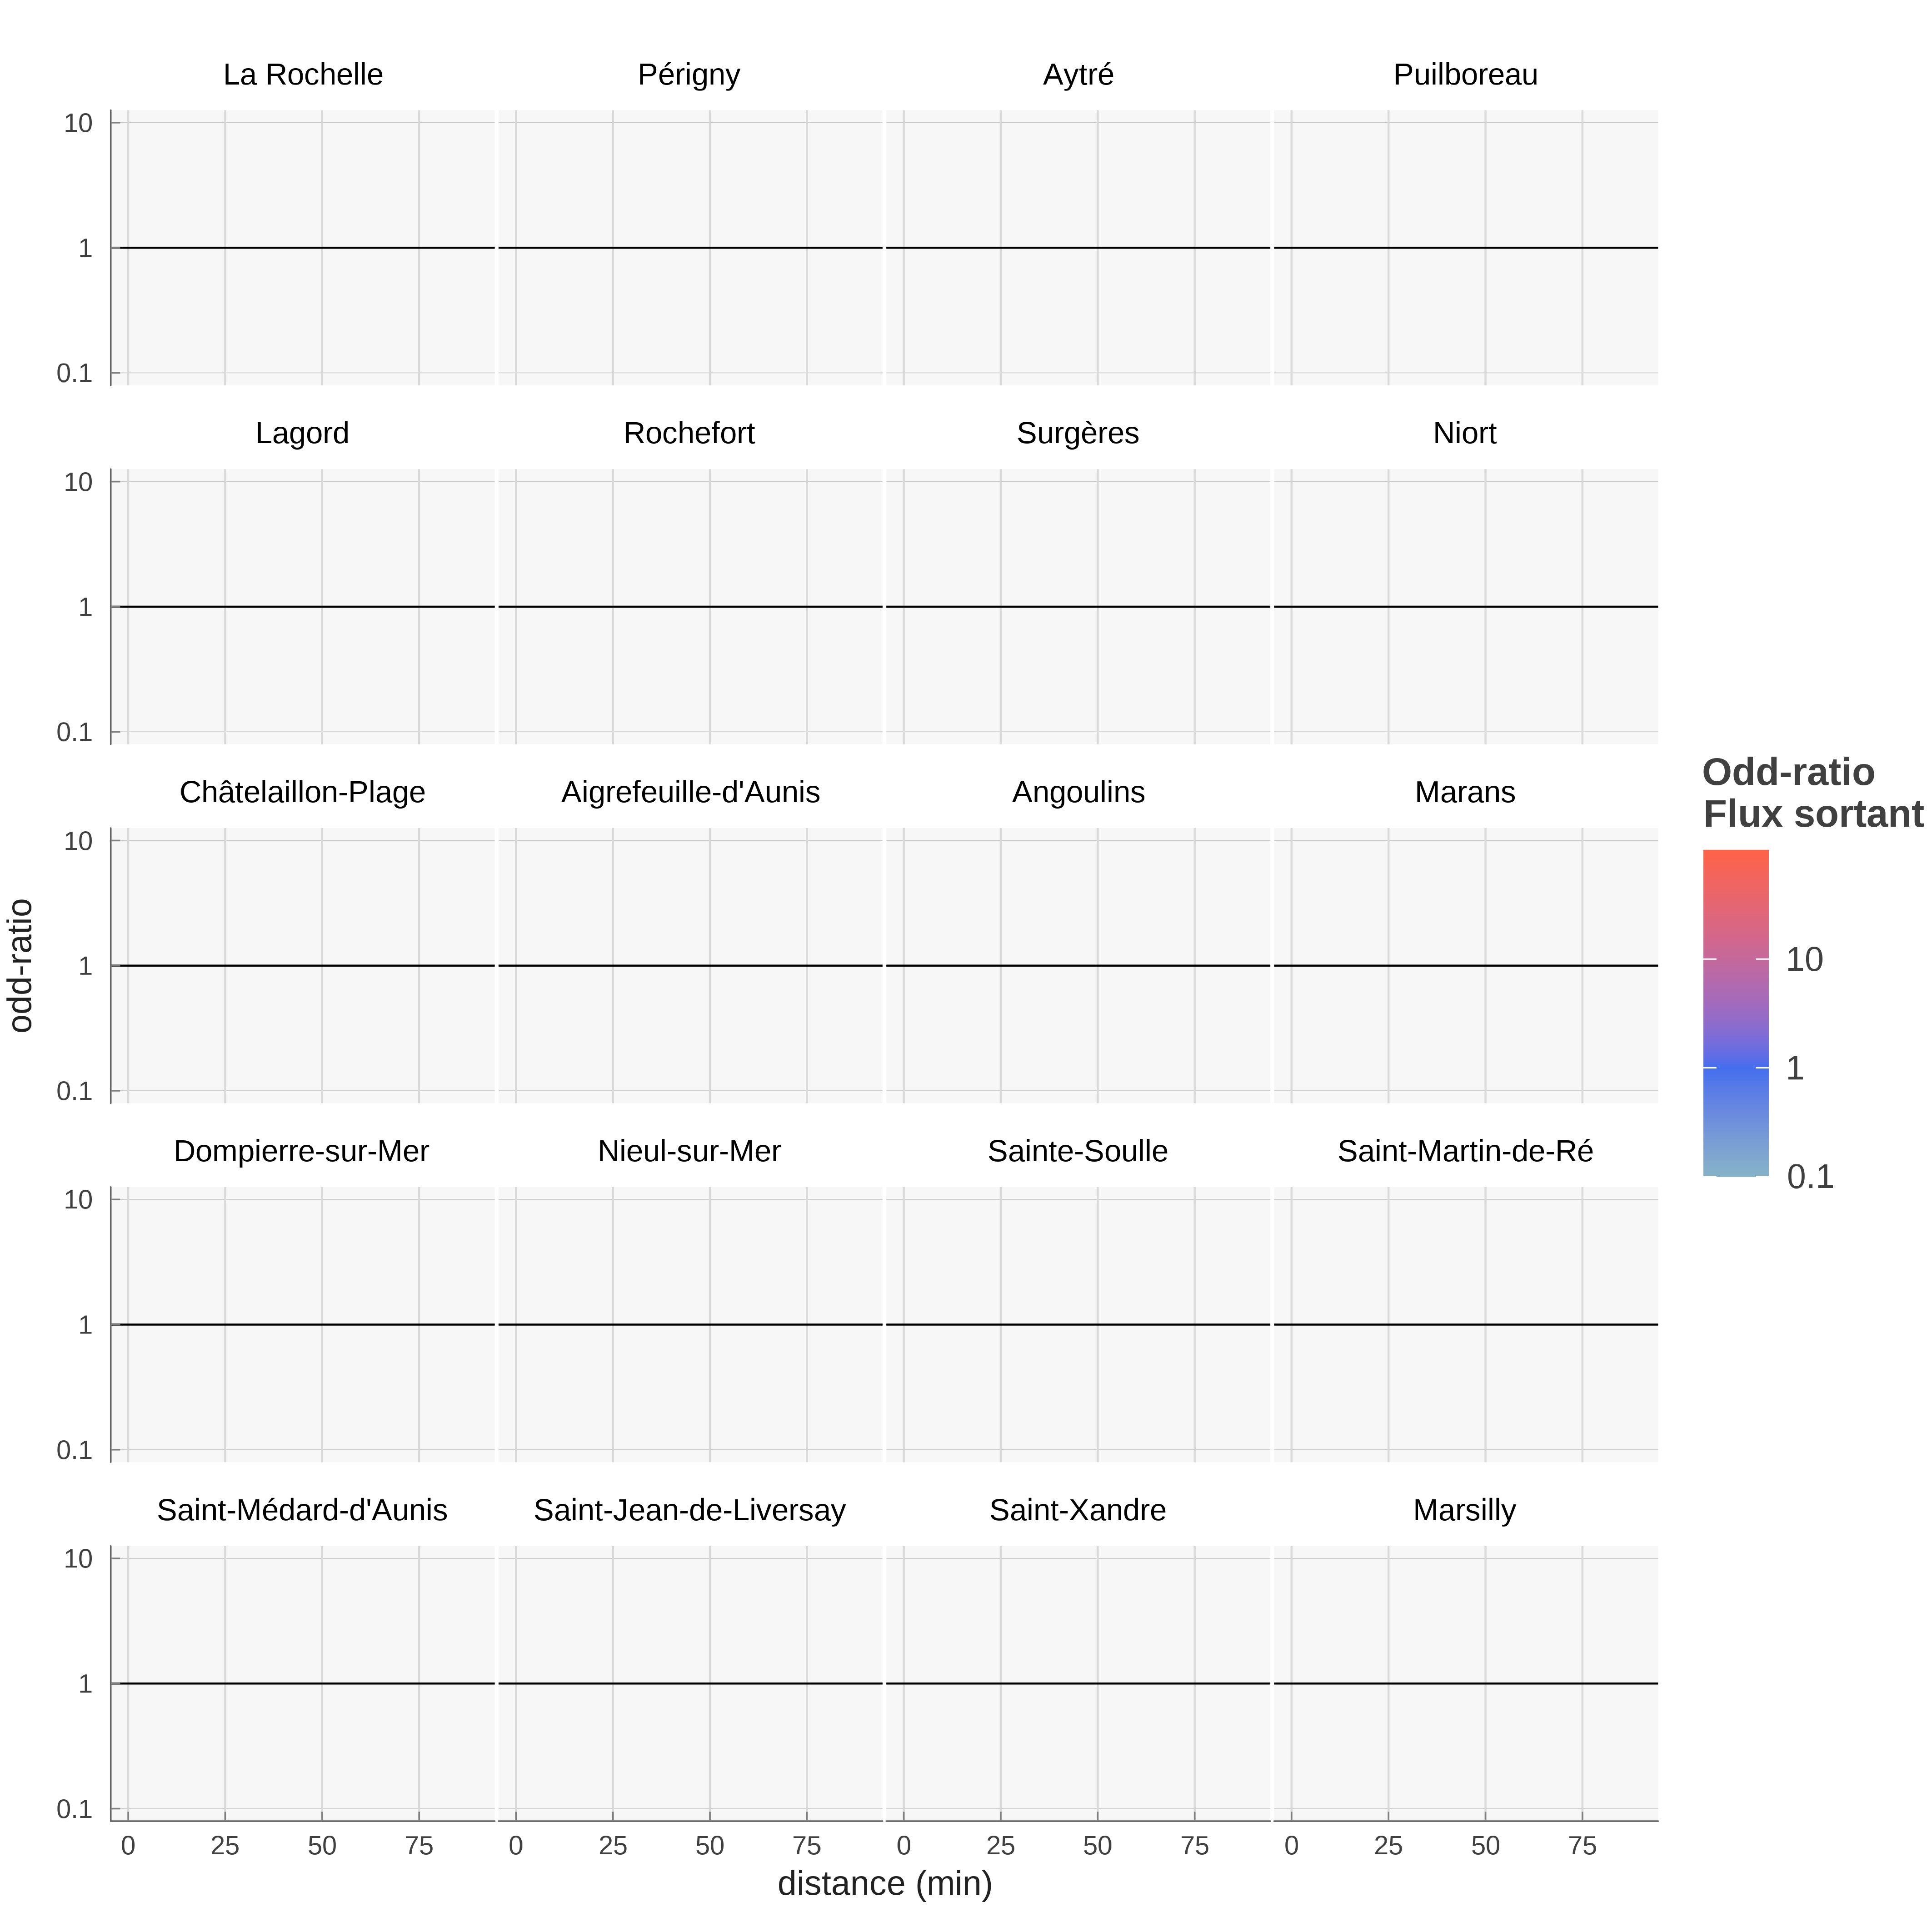 La Rochelle
Périgny
Aytré
Puilboreau
10
1
0.1
Lagord
Rochefort
Surgères
Niort
10
1
0.1
Châtelaillon-Plage
Aigrefeuille-d'Aunis
Angoulins
Marans
10
1
0.1
Dompierre-sur-Mer
Nieul-sur-Mer
Sainte-Soulle
Saint-Martin-de-Ré
10
1
0.1
Saint-Médard-d'Aunis
Saint-Jean-de-Liversay
Saint-Xandre
Marsilly
10
1
0.1
0 25 50 75
0 25 50 75
0 25 50 75
0 25 50 75
distance (min)
odd-ratio
Odd-ratio
Flux sortant
10
1
0.1